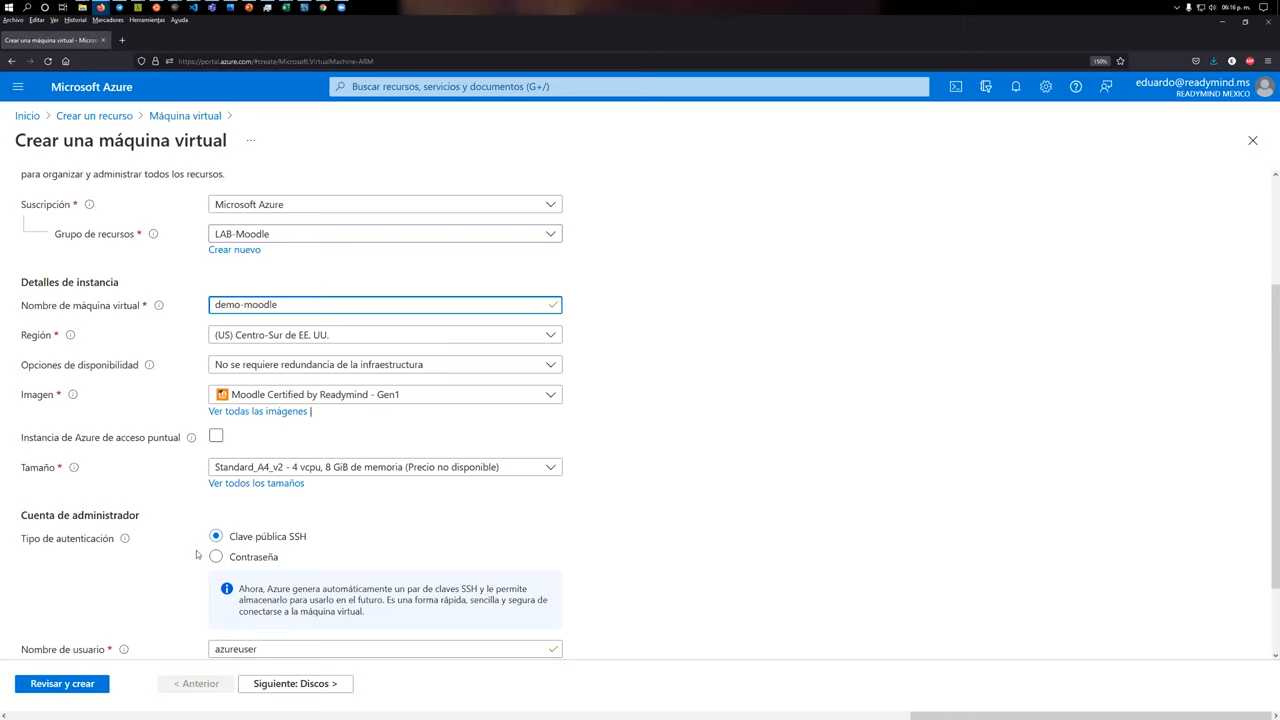 06:16 p. m.
Archivo Editar Ver Historial Marcadores Herramientas Ayuda
Crear una máquina virtual - Micros
https://portal.azure.com/#create/Microsoft.VirtualMachine-ARM
150%
Microsoft Azure
Buscar recursos, servicios y documentos (G+/)
eduardo@readymind.ms
READYMIND MEXICO
Inicio > Crear un recurso > Máquina virtual >
Crear una máquina virtual ...
para organizar y administrar todos los recursos.
Suscripción *
Microsoft Azure
Grupo de recursos *
LAB-Moodle
Crear nuevo
Detalles de instancia
Nombre de máquina virtual *
demo-moodle
Región *
(US) Centro-Sur de EE. UU.
Opciones de disponibilidad
No se requiere redundancia de la infraestructura
Imagen *
Moodle Certified by Readymind - Gen1
Ver todas las imágenes |
Instancia de Azure de acceso puntual
Tamaño *
Standard_A4_v2 - 4 vcpu, 8 GiB de memoria (Precio no disponible)
Ver todos los tamaños
Cuenta de administrador
Tipo de autenticación
Clave pública SSH
Contraseña
Ahora, Azure genera automáticamente un par de claves SSH y le permite
almacenarlo para usarlo en el futuro. Es una forma rápida, sencilla y segura de
conectarse a la máquina virtual.
Nombre de usuario *
azureuser
Revisar y crear
< Anterior
Siguiente: Discos >